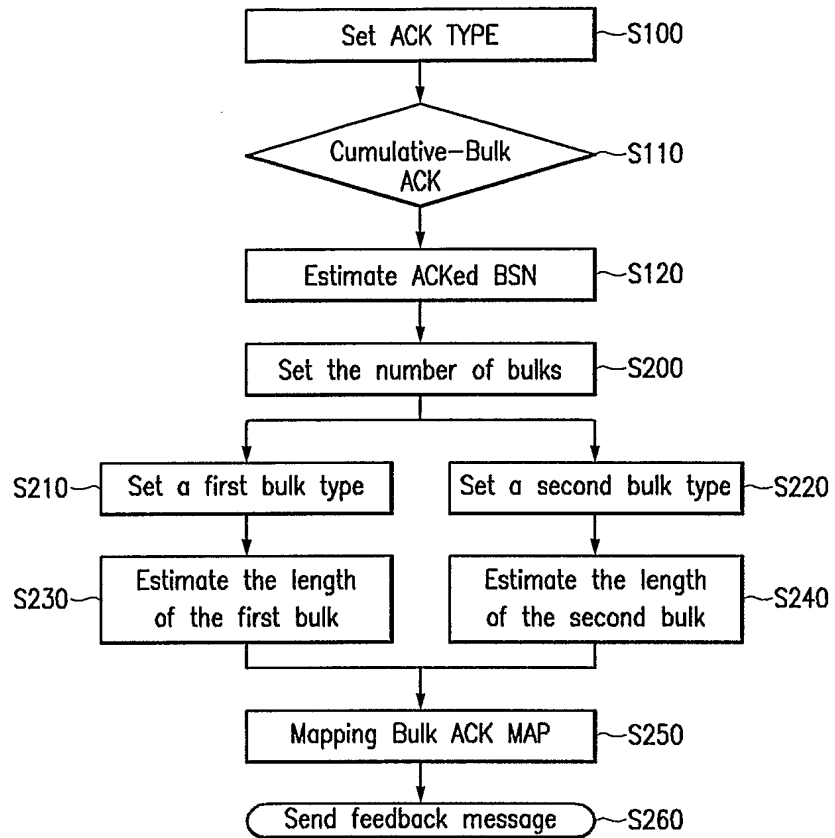 Set ACK TYPE
S100
Cumulative-Bulk
ACK
S110
Estimate ACKed BSN
S120
Set the number of bulks
S200
S210
Set a first bulk type
Set a second bulk type
S220
S230
Estimate the length
of the first bulk
Estimate the length
of the second bulk
S240
Mapping Bulk ACK MAP
S250
Send feedback message
S260